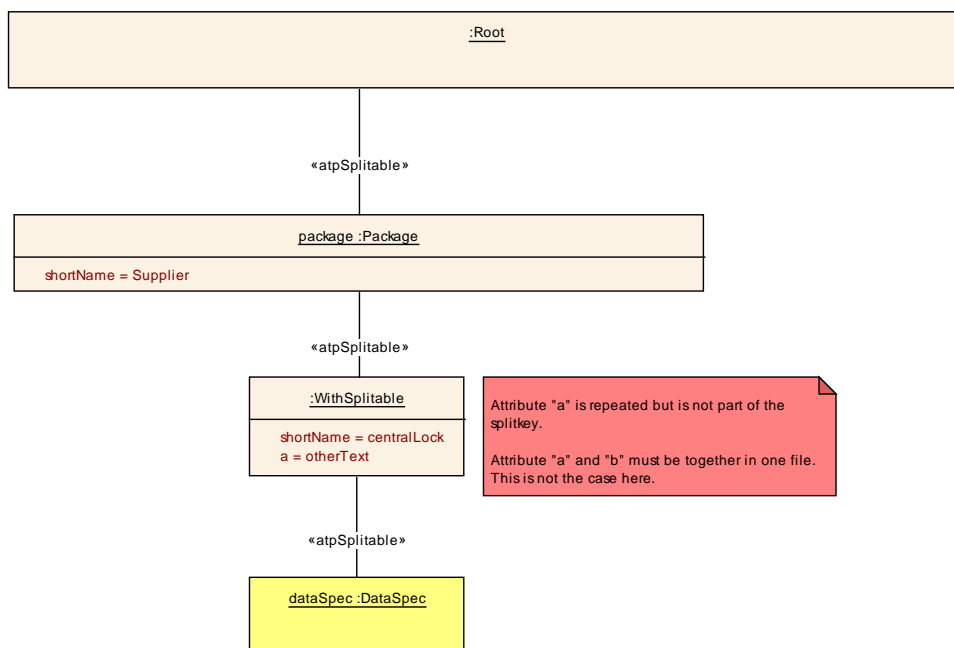 :Root
«atpSplitable»
package :Package
shortName = Supplier
«atpSplitable»
:WithSplitable
shortName = centralLock
a = otherText
Attribute "a" is repeated but is not part of the
splitkey.
Attribute "a" and "b" must be together in one file.
This is not the case here.
«atpSplitable»
dataSpec :DataSpec